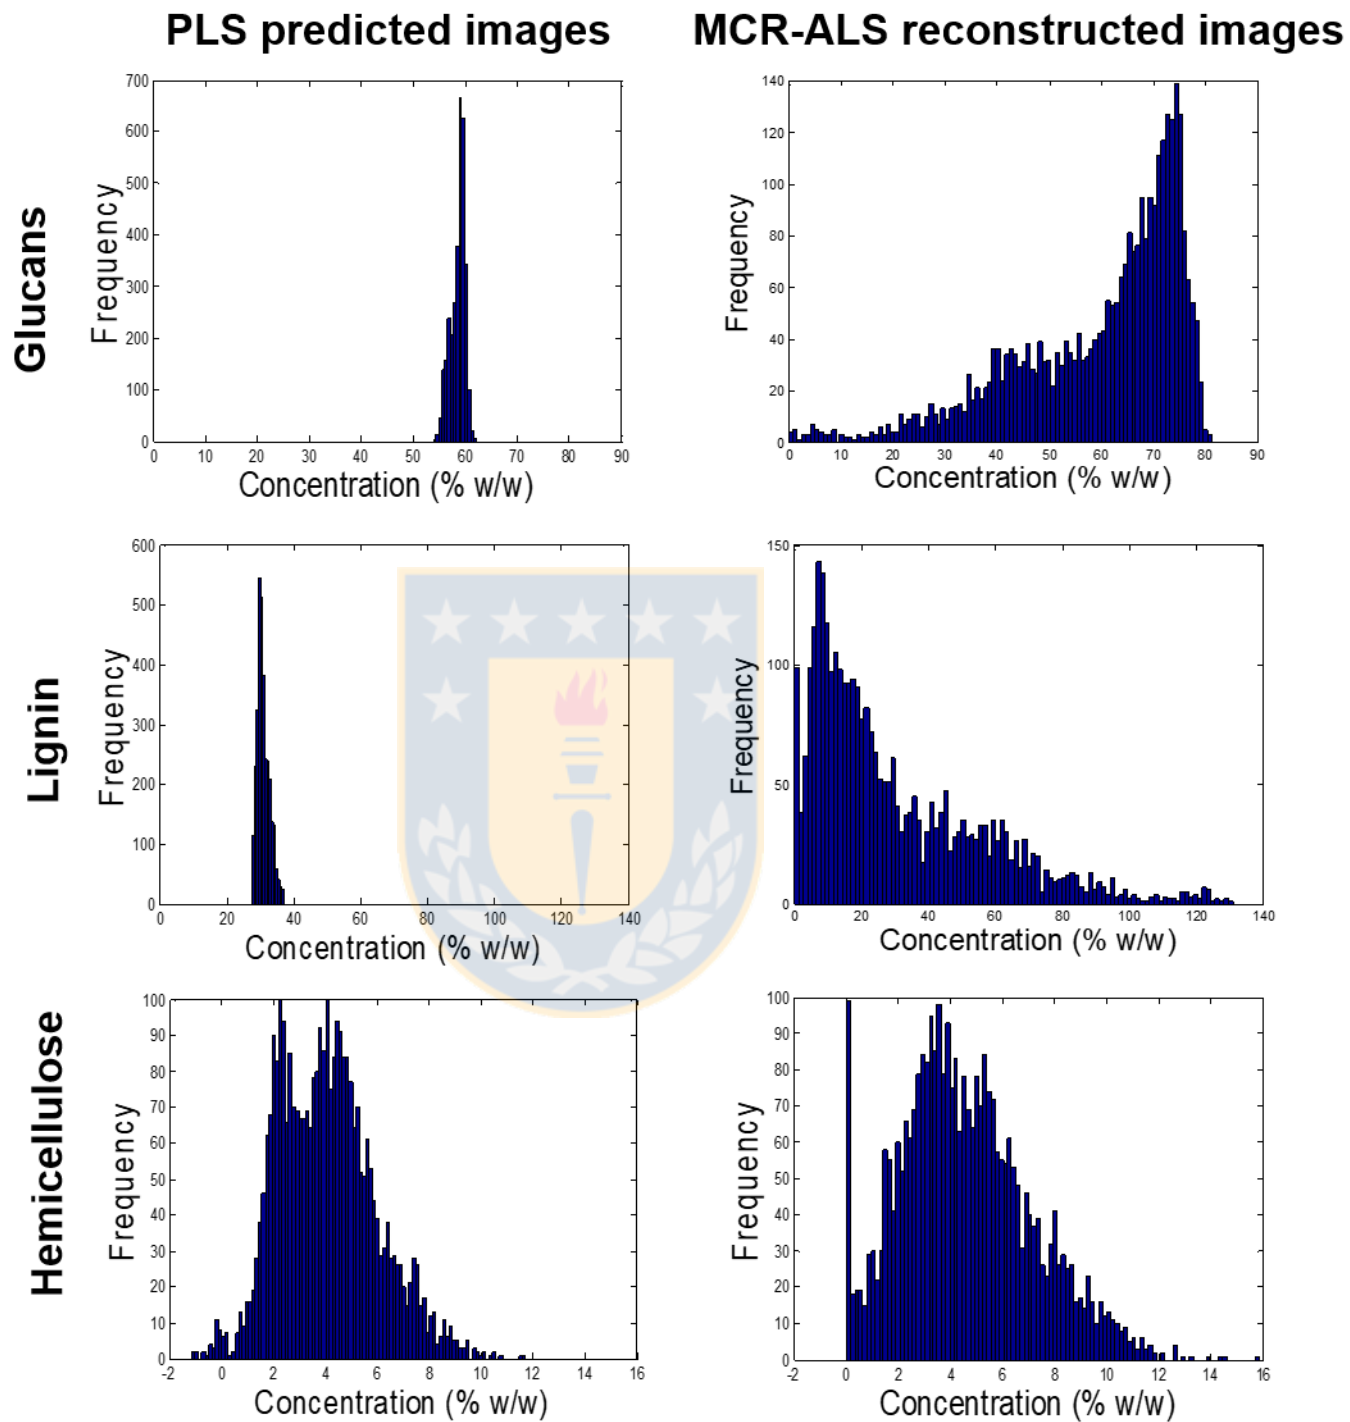 PLS predicted images
MCR-ALS reconstructed images
Glucans
Frequency
700
600
500
400
300
200
100
0
0 10 20 30 40 50 60 70 80 90
Concentration (% w/w)
Frequency
140
120
100
80
60
40
20
0
0 10 20 30 40 50 60 70 80 90
Concentration (% w/w)
Lignin
Frequency
600
500
400
300
200
100
0
0 20 40 60 80 100 120 140
Concentration (% w/w)
Frequency
150
100
50
0
0 20 40 60 80 100 120 140
Concentration (% w/w)
Hemicellulose
Frequency
100
90
80
70
60
50
40
30
20
10
0
-2 0 2 4 6 8 10 12 14 16
Concentration (% w/w)
Frequency
100
90
80
70
60
50
40
30
20
10
0
-2 0 2 4 6 8 10 12 14 16
Concentration (% w/w)